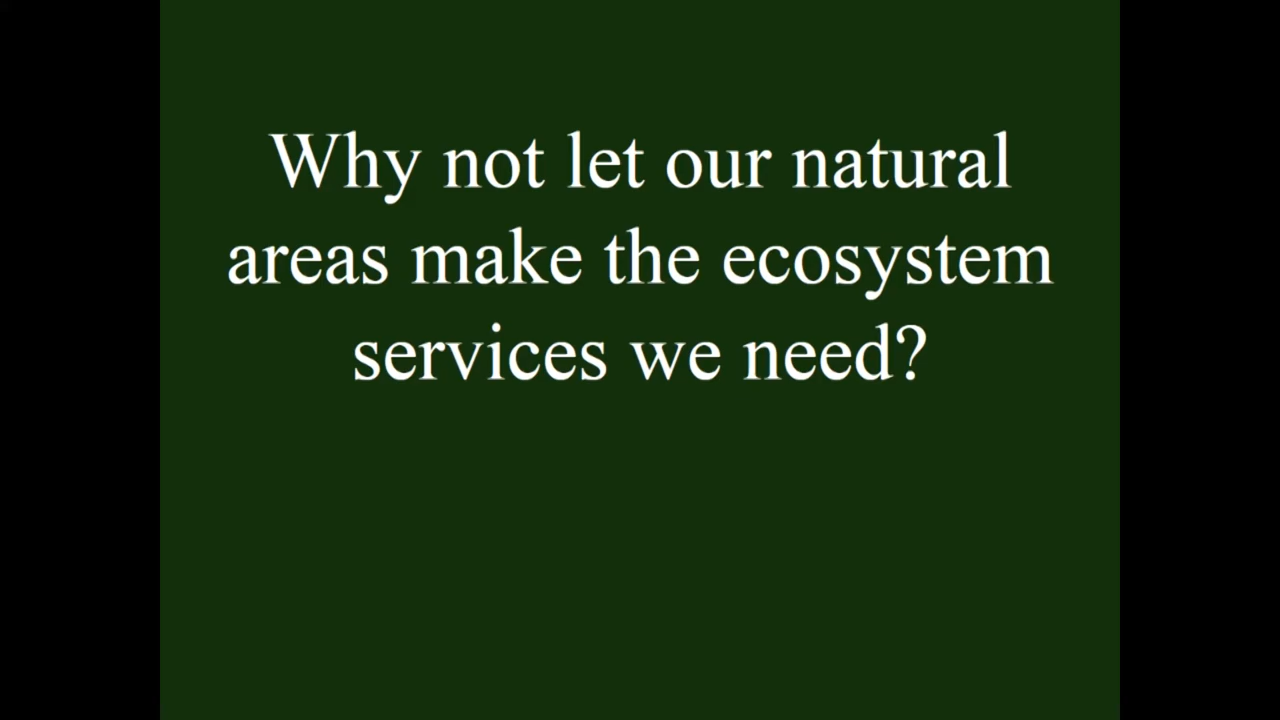 Why not let our natural
areas make the ecosystem
services we need?